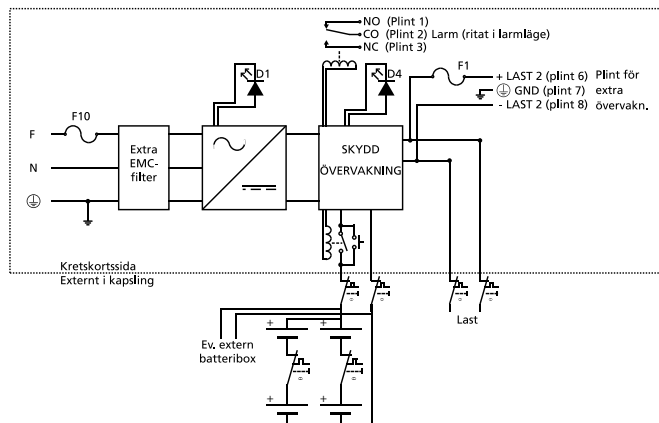 NO (Plint 1)
CO (Plint 2) Larm (ritat i larmläge)
NC (Plint 3)
D1
D4
F1
+ LAST 2 (plint 6) Plint för
GND (plint 7) extra
- LAST 2 (plint 8) övervakn.
F
F10
N
Extra
EMC-
filter
SKYDD
ÖVERVAKNING
Kretskortssida
Externt i kapsling
Last
Ev. extern
batteribox
+
+
+
+